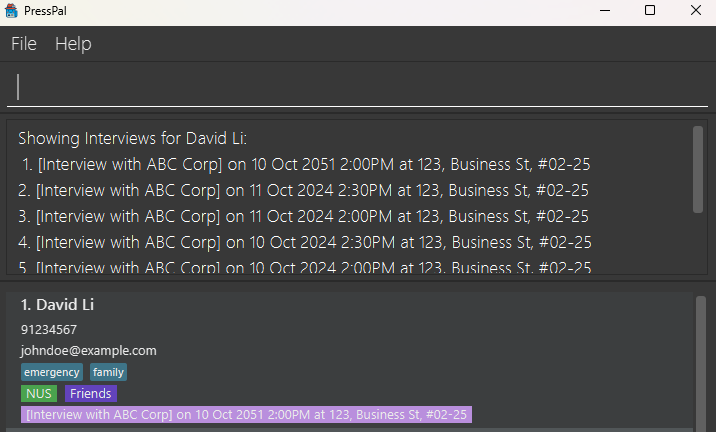 PressPal
File Help
Showing Interviews for David Li:
1. [Interview with ABC Corp] on 10 Oct 2051 2:00PM at 123, Business St, #02-25
2. [Interview with ABC Corp] on 11 Oct 2024 2:30PM at 123, Business St, #02-25
3. [Interview with ABC Corp] on 11 Oct 2024 2:00PM at 123, Business St, #02-25
4. [Interview with ABC Corp] on 10 Oct 2024 2:30PM at 123, Business St, #02-25
5. [Interview with ABC Corp] on 10 Oct 2024 2:00PM at 123, Business St, #02-25
1. David Li
91234567
johndoe@example.com
emergency family
NUS Friends
[Interview with ABC Corp] on 10 Oct 2051 2:00PM at 123, Business St, #02-25